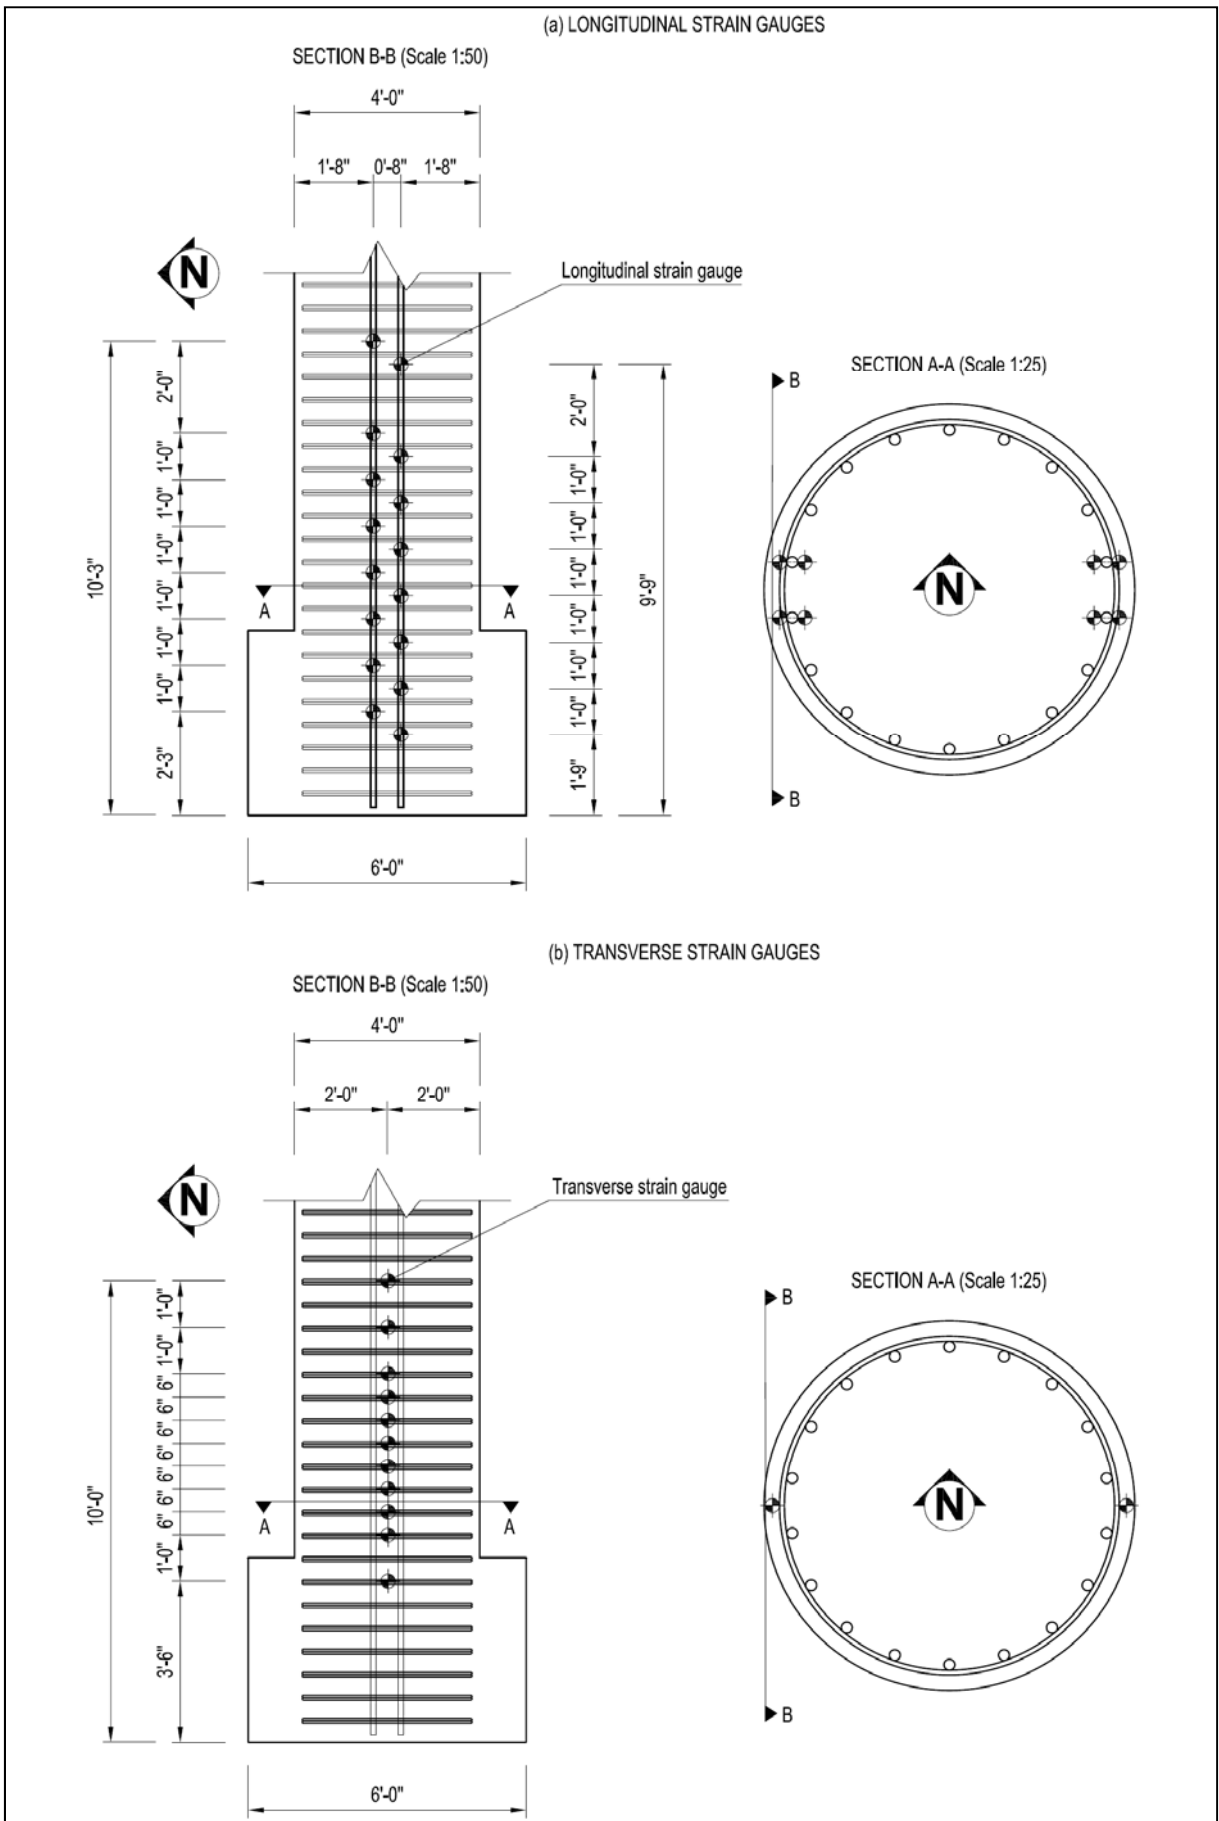 (a) LONGITUDINAL STRAIN GAUGES
SECTION B-B (Scale 1:50)
4'-0"
1'-8" 0'-8" 1'-8"
N
Longitudinal strain gauge
10'-3"
2'-0"
1'-0"
1'-0"
1'-0"
1'-0"
1'-0"
1'-0"
2'-3"
A A
2'-0"
1'-0"
1'-0"
1'-0"
1'-0"
1'-0"
1'-0"
1'-9"
9'-9"
6'-0"
SECTION A-A (Scale 1:25)
B
N
B
(b) TRANSVERSE STRAIN GAUGES
SECTION B-B (Scale 1:50)
4'-0"
2'-0" 2'-0"
N
Transverse strain gauge
10'-0"
1'-0"
1'-0"
6"
6"
6"
6"
6"
6"
6"
1'-0"
3'-6"
A A
6'-0"
SECTION A-A (Scale 1:25)
B
N
B